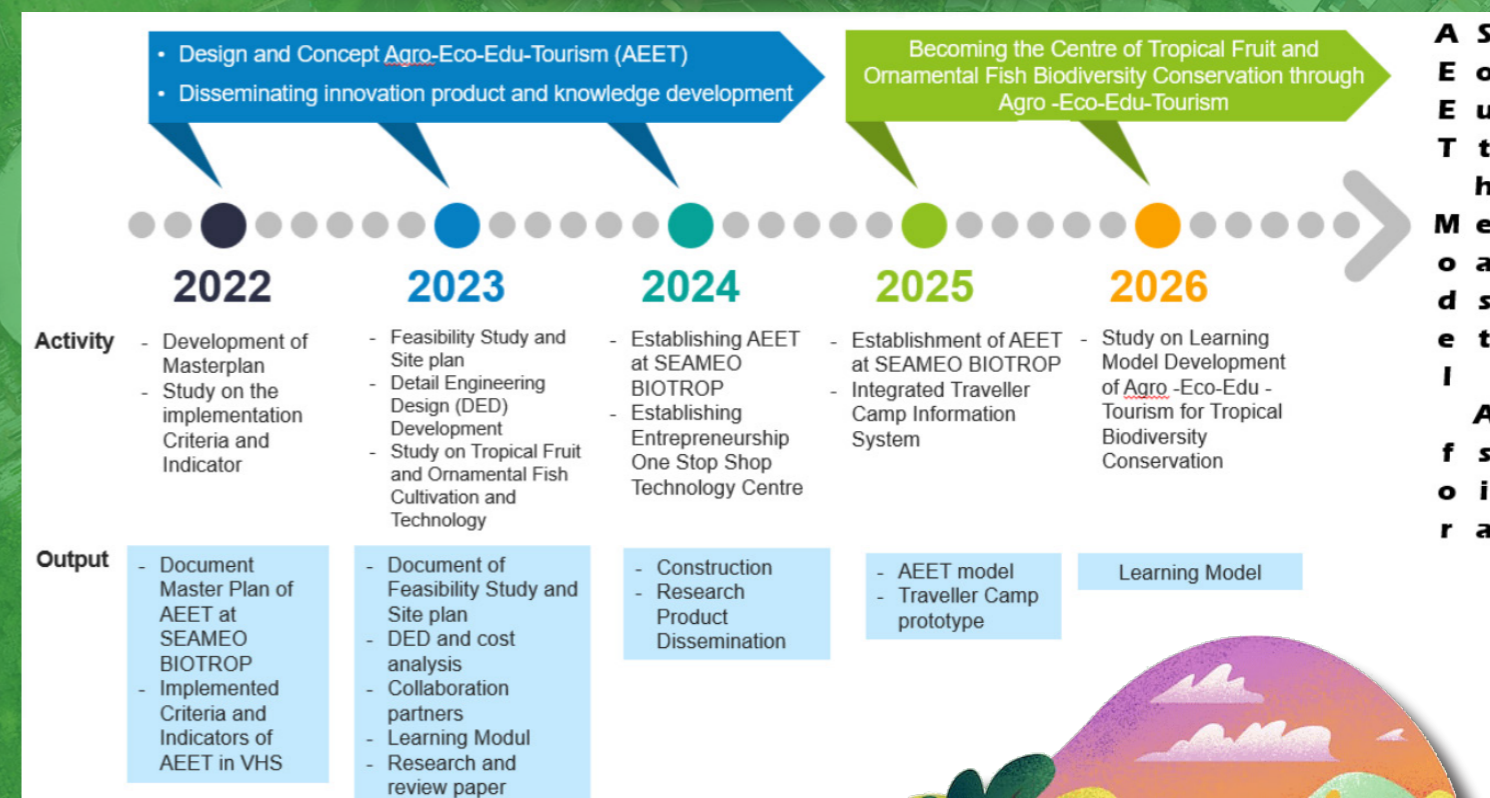 • Design and Concept Agro-Eco-Edu-Tourism (AEET)
• Disseminating innovation product and knowledge development
Becoming the Centre of Tropical Fruit and
Ornamental Fish Biodiversity Conservation through
Agro -Eco-Edu-Tourism
2022
2023
2024
2025
2026
Activity
- Development of
Masterplan
- Study on the
implementation
Criteria and
Indicator
- Feasibility Study and
Site plan
- Detail Engineering
Design (DED)
Development
- Study on Tropical Fruit
and Ornamental Fish
Cultivation and
Technology
- Establishing AEET
at SEAMEO
BIOTROP
- Establishing
Entrepreneurship
One Stop Shop
Technology Centre
- Establishment of AEET
at SEAMEO BIOTROP
- Integrated Traveller
Camp Information
System
- Study on Learning
Model Development
of Agro -Eco-Edu -
Tourism for Tropical
Biodiversity
Conservation
Output
- Document
Master Plan of
AEET at
SEAMEO
BIOTROP
- Implemented
Criteria and
Indicators of
AEET in VHS
- Document of
Feasibility Study and
Site plan
- DED and cost
analysis
- Collaboration
partners
- Learning Modul
- Research and
review paper
- Construction
- Research
Product
Dissemination
- AEET model
- Traveller Camp
prototype
Learning Model
AEET Model for
Southeast Asia